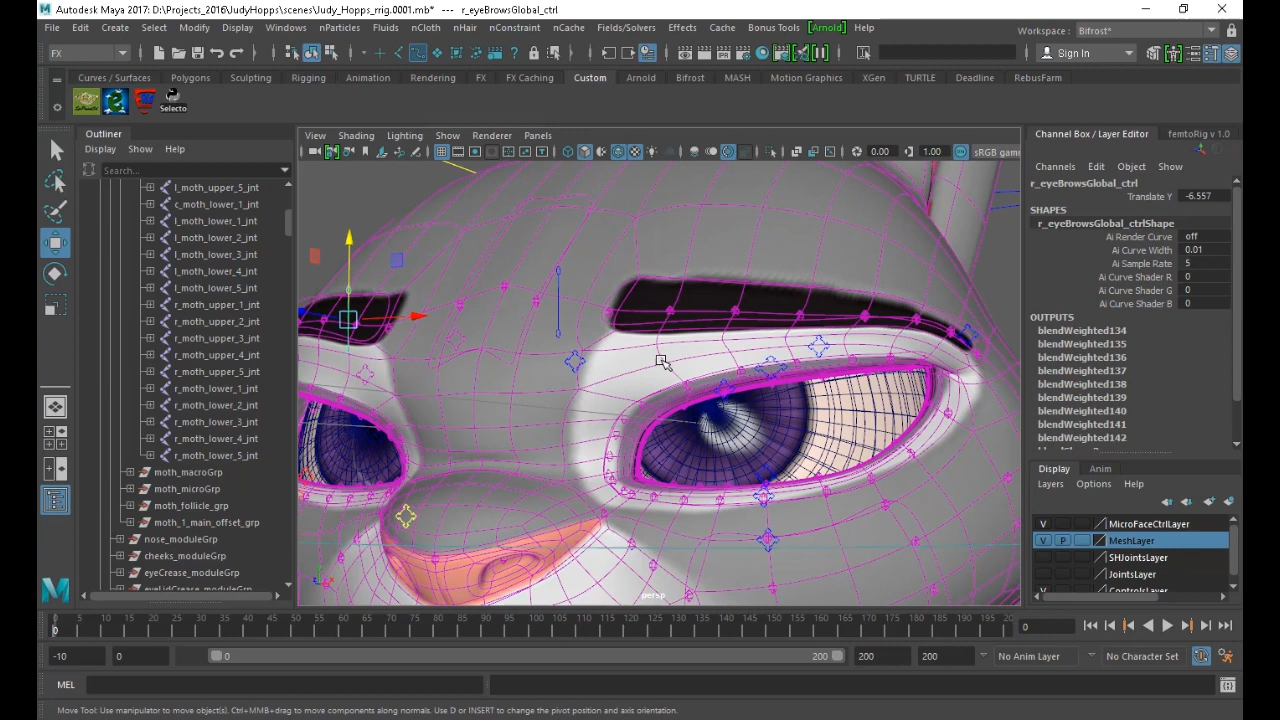 Autodesk Maya 2017: D:\Projects_2016\JudyHopps\scenes\Judy_Hopps_rrig.0001.mb* --- r_eyeBrowsGlobal_ctrl
File Edit Create Select Modify Display Windows nParticles Fluids nCloth nHair nConstraint nCache Fields/Solvers Effects Cache Bonus Tools [Arnold] Help Workspace: Bifrost*
FX Sign In
Curves / Surfaces Polygons Sculpting Rigging Animation Rendering FX FX Caching Custom Arnold Bifrost MASH Motion Graphics XGen TURTLE Deadline RebusFarm
Selecto
Outliner
Display Show Help
Search...
l_moth_upper_5_jnt
c_moth_lower_1_jnt
l_moth_lower_1_jnt
l_moth_lower_2_jnt
l_moth_lower_3_jnt
l_moth_lower_4_jnt
l_moth_lower_5_jnt
r_moth_upper_1_jnt
r_moth_upper_2_jnt
r_moth_upper_3_jnt
r_moth_upper_4_jnt
r_moth_upper_5_jnt
r_moth_lower_1_jnt
r_moth_lower_2_jnt
r_moth_lower_3_jnt
r_moth_lower_4_jnt
r_moth_lower_5_jnt
moth_macroGrp
moth_microGrp
moth_follicle_grp
moth_1_main_offset_grp
nose_moduleGrp
cheeks_moduleGrp
eyeCrease_moduleGrp
View Shading Lighting Show Renderer Panels
0.00 1.00 sRGB gamm
persp
Channel Box / Layer Editor femtoRig v 1.0
Channels Edit Object Show
r_eyeBrowsGlobal_ctrl
Translate Y -6.557
SHAPES
r_eyeBrowsGlobal_ctrlShape
Ai Render Curve off
Ai Curve Width 0.01
Ai Sample Rate 5
Ai Curve Shader R 0
Ai Curve Shader G 0
Ai Curve Shader B 0
OUTPUTS
blendWeighted134
blendWeighted135
blendWeighted136
blendWeighted137
blendWeighted138
blendWeighted139
blendWeighted140
blendWeighted141
blendWeighted142
Display Anim
Layers Options Help
V MicroFaceCtrlLayer
V P MeshLayer
SHJointsLayer
JointsLayer
V ControlsLayer
0 5 10 15 20 25 30 35 40 45 50 55 60 65 70 75 80 85 90 95 100 105 110 115 120 125 130 135 140 145 150 155 160 165 170 175 180 185 190 195 20
0 0
-10 0 0 200 200 200 No Anim Layer No Character Set
MEL
Move Tool: Use manipulator to move object(s). Ctrl+MMB+drag to move components along normals. Use D or INSERT to change the pivot position and axis orientation.